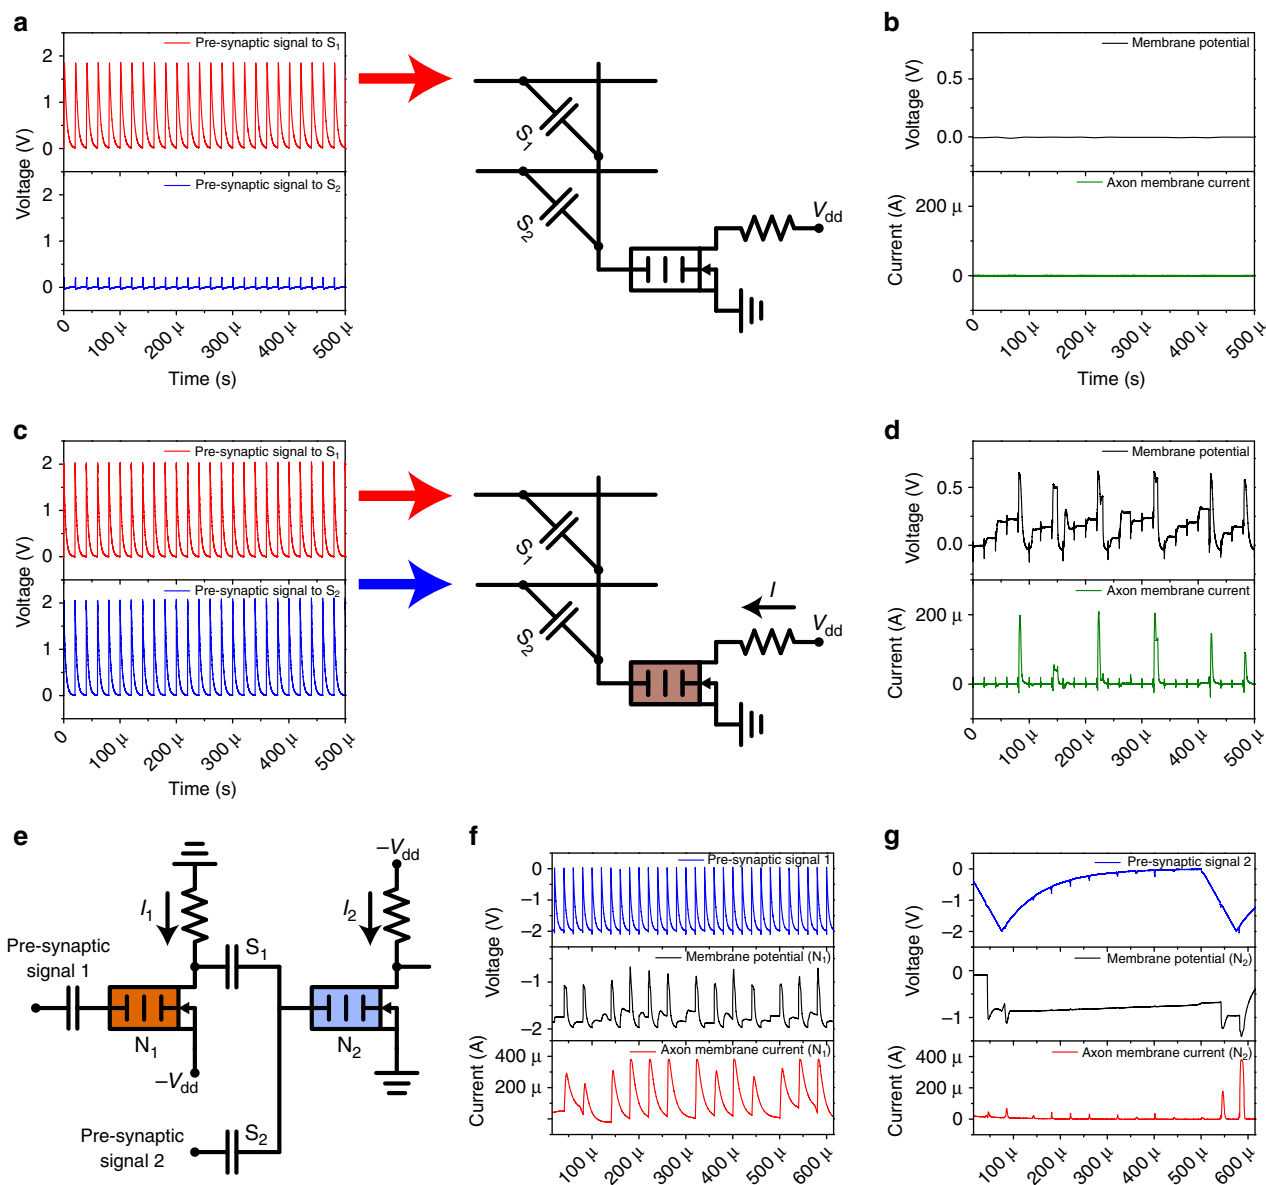 a
Pre-synaptic signal to S1
2
1
0
Pre-synaptic signal to S2
2
1
0
Voltage (V)
0
100 μ
200 μ
300 μ
400 μ
500 μ
Time (s)
S1
S2
Vdd
b
Membrane potential
0.5
0.0
Voltage (V)
Axon membrane current
200 μ
0
Current (A)
0
100 μ
200 μ
300 μ
400 μ
500 μ
Time (s)
c
Pre-synaptic signal to S1
2
1
0
Pre-synaptic signal to S2
2
1
0
Voltage (V)
0
100 μ
200 μ
300 μ
400 μ
500 μ
Time (s)
S1
S2
I
Vdd
d
Membrane potential
0.5
0.0
Voltage (V)
Axon membrane current
200 μ
0
Current (A)
0
100 μ
200 μ
300 μ
400 μ
500 μ
e
−Vdd
I1
I2
Pre-synaptic
signal 1
S1
N1
N2
−Vdd
Pre-synaptic
signal 2
S2
f
Pre-synaptic signal 1
0
−1
−2
Voltage (V)
Membrane potential (N1)
−1
−2
Axon membrane current (N1)
400 μ
200 μ
Current (A)
100 μ
200 μ
300 μ
400 μ
500 μ
600 μ
g
Pre-synaptic signal 2
0
−1
−2
Voltage (V)
Membrane potential (N2)
0
−1
Axon membrane current (N2)
400 μ
200 μ
0
Current (A)
100 μ
200 μ
300 μ
400 μ
500 μ
600 μ